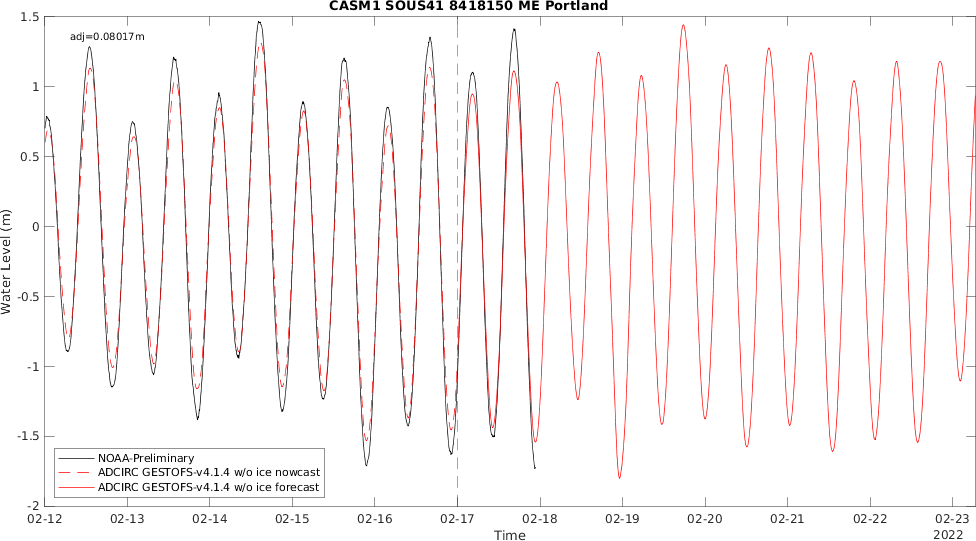 CASM1 SOUS41 8418150 ME Portland
adj=0.08017m
1.5
1
0.5
0
-0.5
-1
-1.5
-2
Water Level (m)
NOAA-Preliminary
ADCIRC GESTOFS-v4.1.4 w/o ice nowcast
ADCIRC GESTOFS-v4.1.4 w/o ice forecast
02-12 02-13 02-14 02-15 02-16 02-17 02-18 02-19 02-20 02-21 02-22 02-23
2022
Time